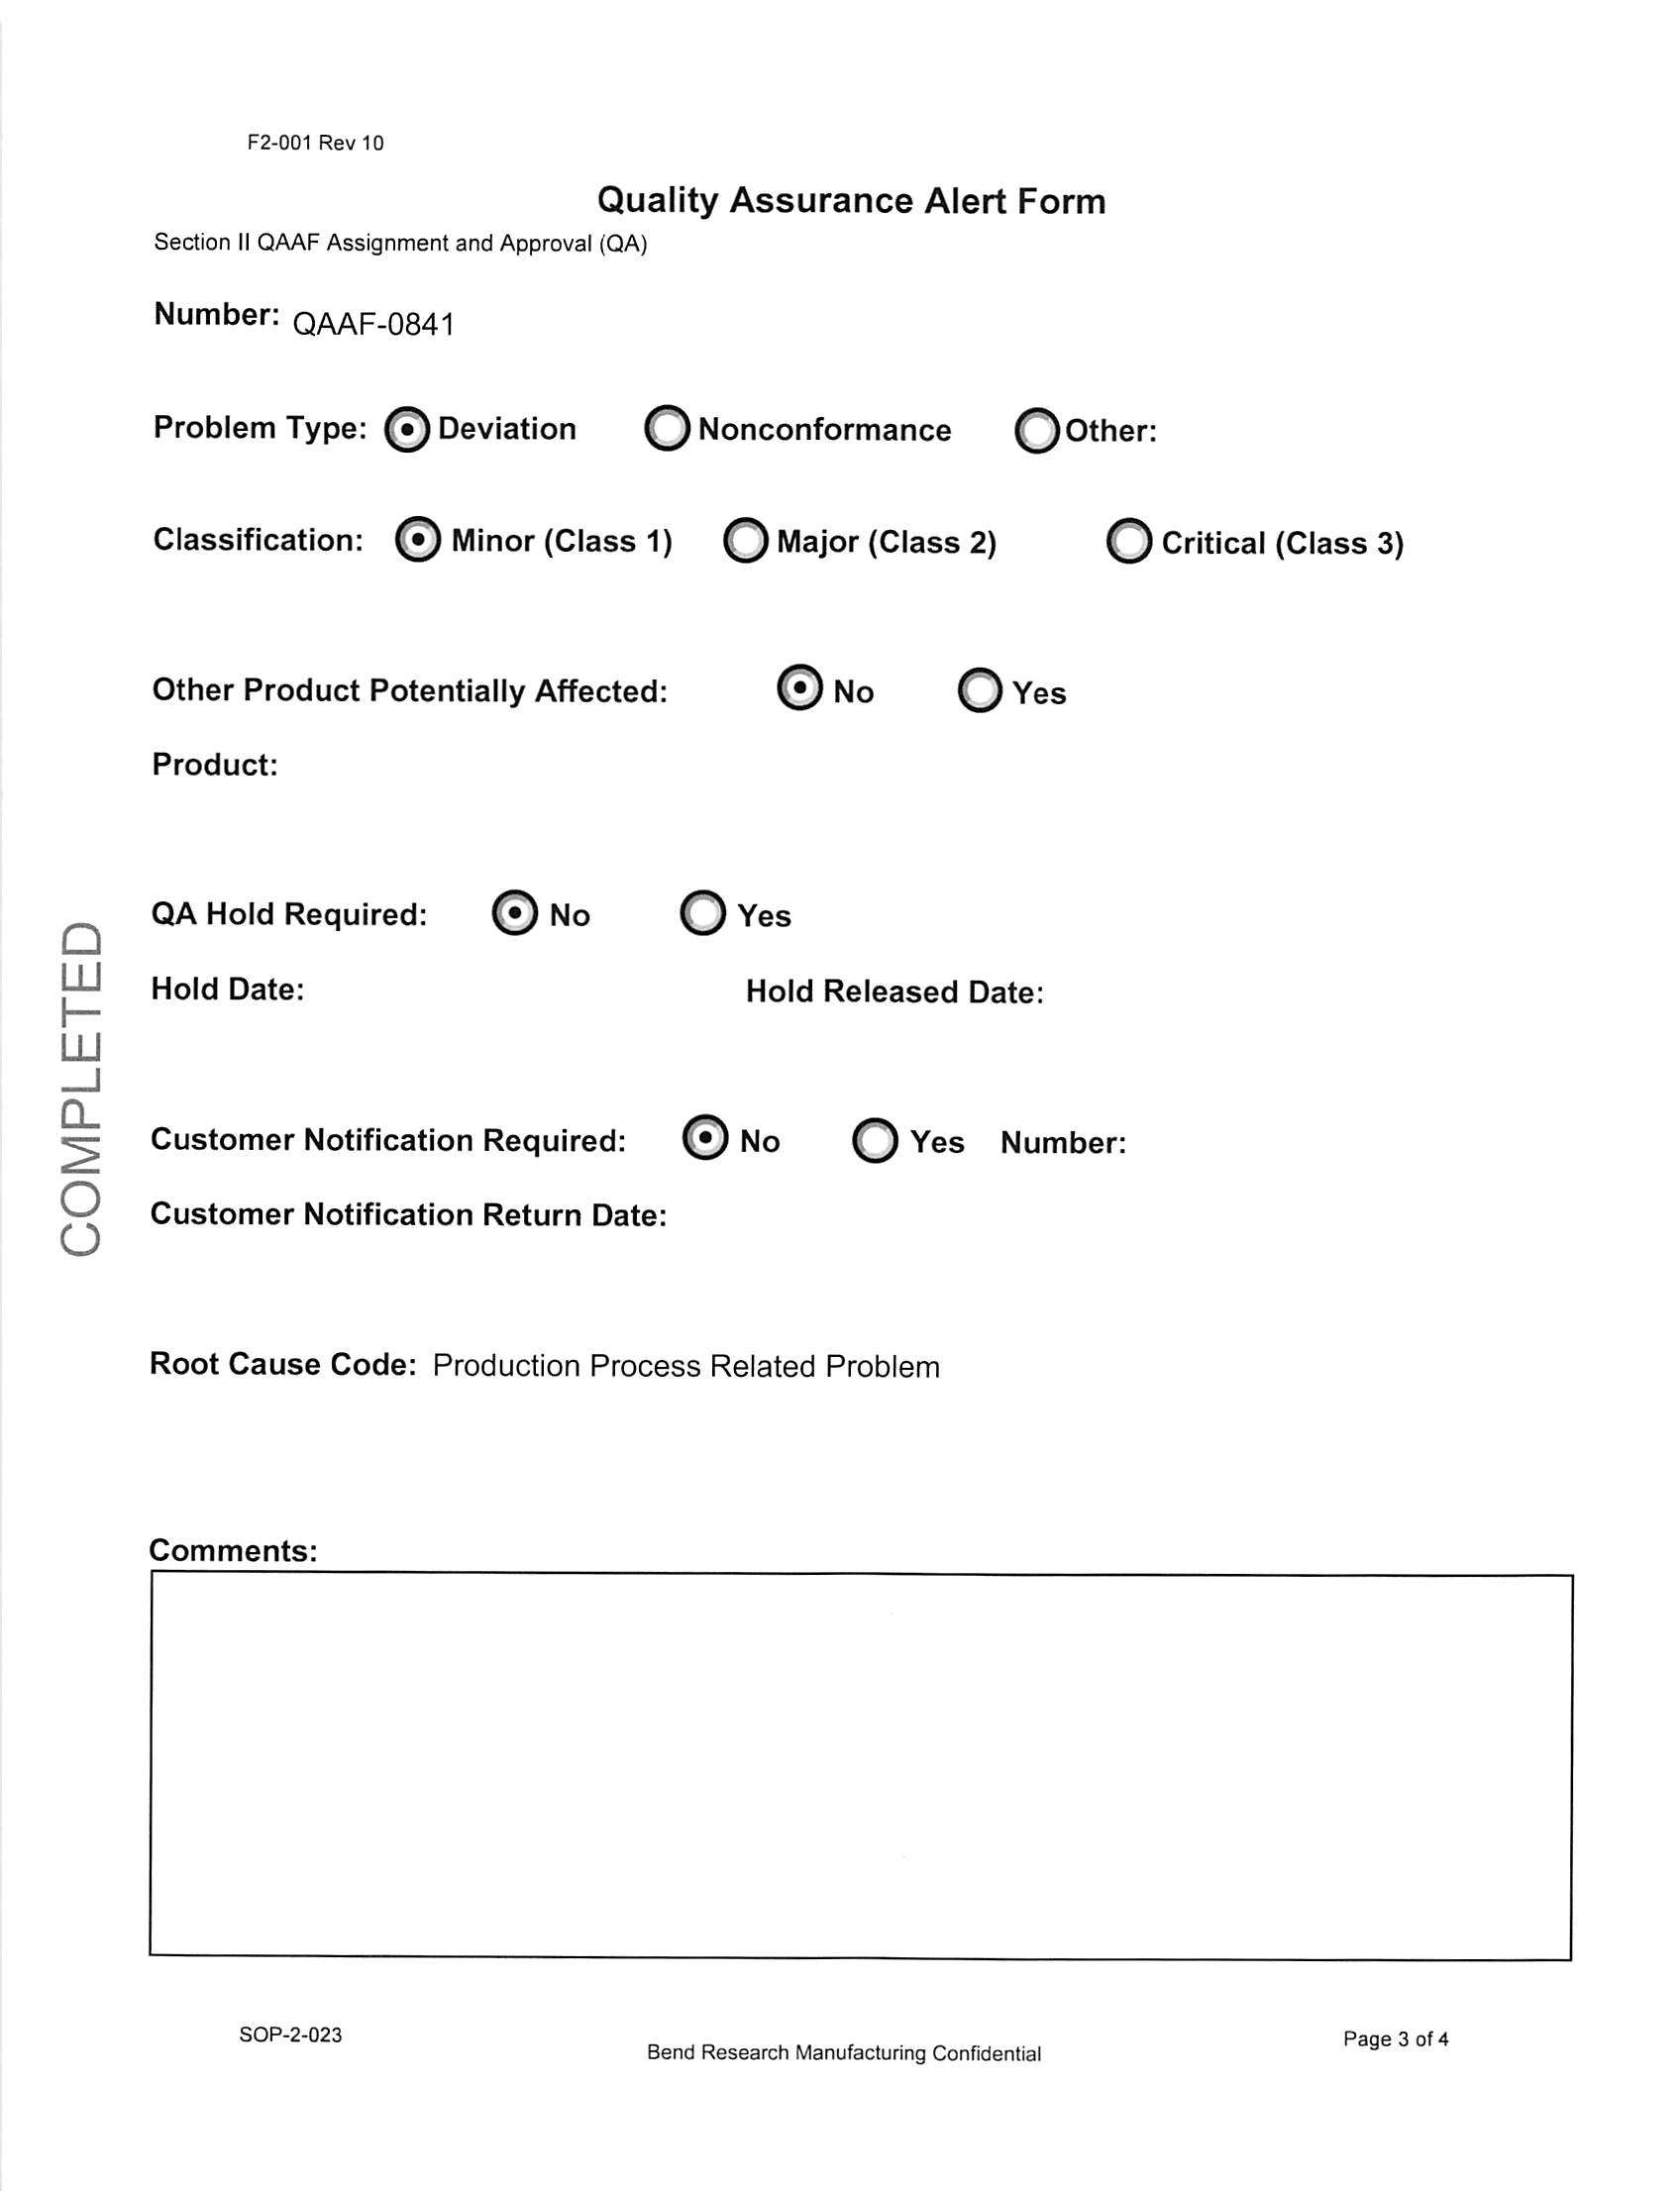 F2-001 Rev 10
Quality Assurance Alert Form
Section II QAAF Assignment and Approval (QA)
Number: QAAF-0841
Problem Type: Deviation Nonconformance Other:
Classification: Minor (Class 1) Major (Class 2) Critical (Class 3)
Other Product Potentially Affected: No Yes
Product:
QA Hold Required: No Yes
Hold Date: Hold Released Date:
Customer Notification Required: No Yes Number:
Customer Notification Return Date:
Root Cause Code: Production Process Related Problem
Comments:
SOP-2-023
Bend Research Manufacturing Confidential
Page 3 of 4
COMPLETED